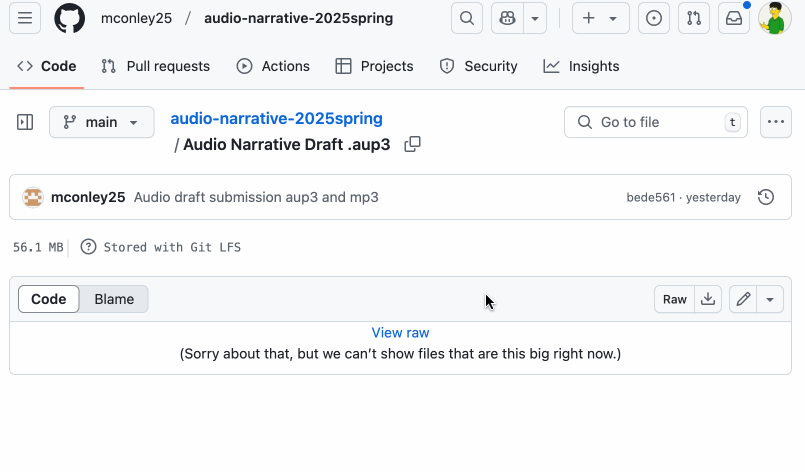 mconley25 / audio-narrative-2025spring
Code Pull requests Actions Projects Security Insights
main
audio-narrative-2025spring
/ Audio Narrative Draft .aup3
Go to file t
mconley25 Audio draft submission aup3 and mp3 bede561 · yesterday
56.1 MB Stored with Git LFS
Code Blame Raw
View raw
(Sorry about that, but we can’t show files that are this big right now.)